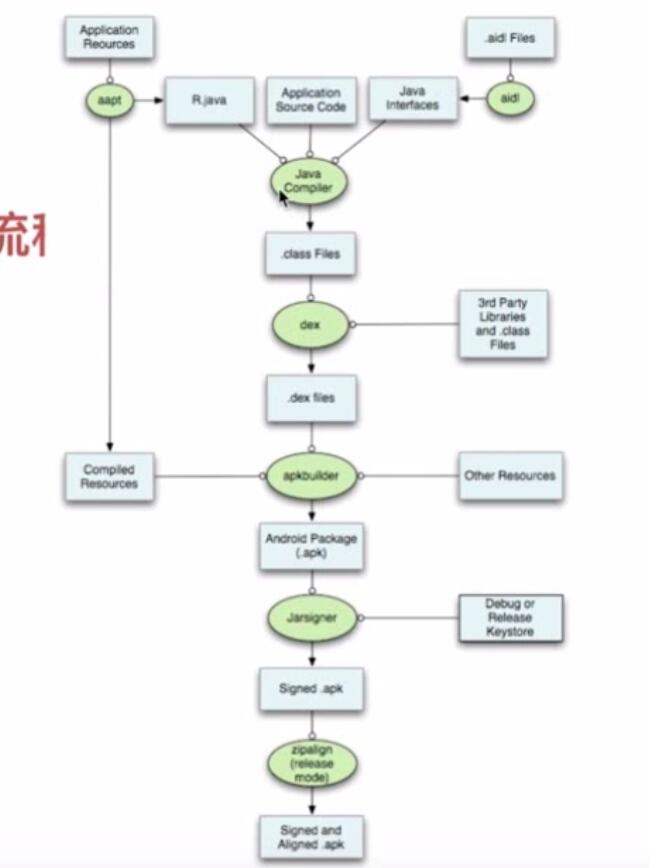 Application
Reources
.aidl Files
aapt
R.java
Application
Source Code
Java
Interfaces
aidl
Java
Compiler
流
.class Files
dex
3rd Party
Libraries
and .class
Files
.dex files
Compiled
Resources
apkbuilder
Other Resources
Android Package
(.apk)
Jarsigner
Debug or
Release
Keystore
Signed .apk
zipalign
(release
mode)
Signed and
Aligned .apk